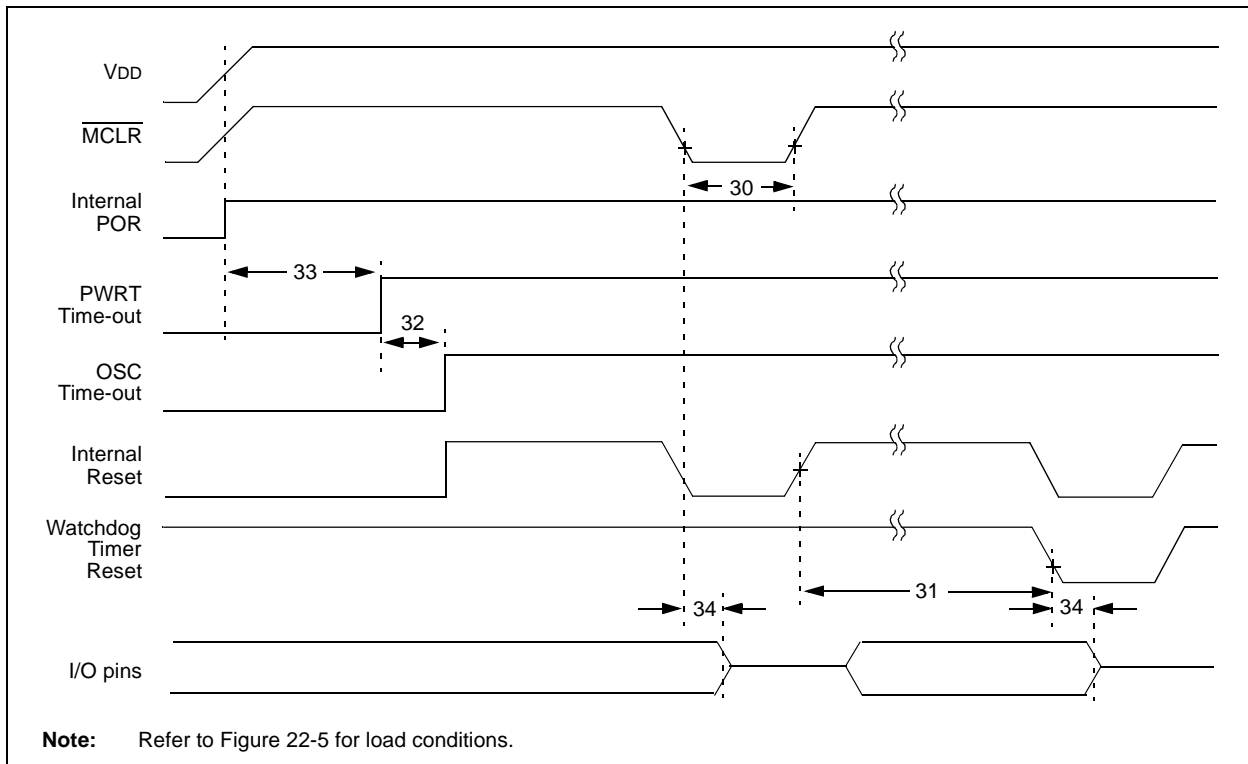 VDD
MCLR
30
Internal
POR
33
PWRT
Time-out
32
OSC
Time-out
Internal
Reset
Watchdog
Timer
Reset
31
34
34
I/O pins
Note: Refer to Figure 22-5 for load conditions.